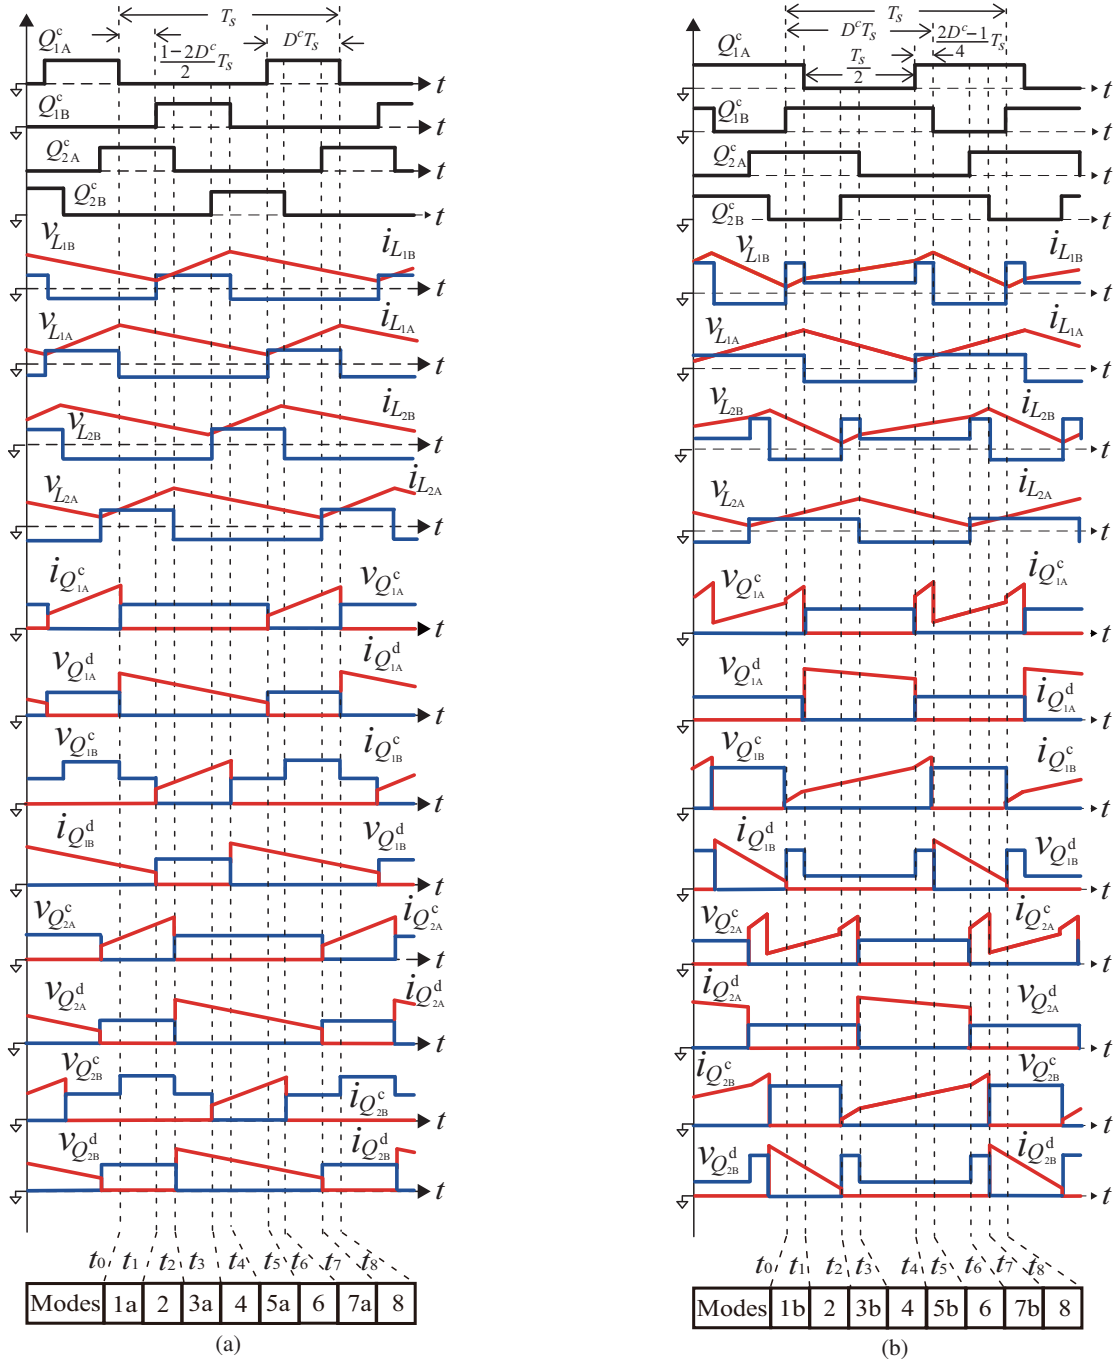 T_s
Q_1A^c
(1−2D^c)/2 T_s
D^cT_s
t
Q_1B^c
t
Q_2A^c
t
Q_2B^c
t
v_L1B
i_L1B
t
v_L1A
i_L1A
t
v_L2B
i_L2B
t
v_L2A
i_L2A
t
i_Q1A^c
v_Q1A^c
t
v_Q1A^d
i_Q1A^d
t
v_Q1B^c
i_Q1B^c
t
i_Q1B^d
v_Q1B^d
t
v_Q2A^c
i_Q2A^c
t
v_Q2A^d
i_Q2A^d
t
v_Q2B^c
i_Q2B^c
t
v_Q2B^d
i_Q2B^d
t
t0 t1 t2 t3 t4 t5 t6 t7 t8
Modes 1a 2 3a 4 5a 6 7a 8
(a)
T_s
Q_1A^c
D^cT_s
(2D^c−1)/4 T_s
T_s/2
t
Q_1B^c
t
Q_2A^c
t
Q_2B^c
t
v_L1B
i_L1B
t
v_L1A
i_L1A
t
v_L2B
i_L2B
t
v_L2A
i_L2A
t
v_Q1A^c
i_Q1A^c
t
v_Q1A^d
i_Q1A^d
t
v_Q1B^c
i_Q1B^c
t
i_Q1B^d
v_Q1B^d
t
v_Q2A^c
i_Q2A^c
t
i_Q2A^d
v_Q2A^d
t
i_Q2B^c
v_Q2B^c
t
v_Q2B^d
i_Q2B^d
t
t0 t1 t2 t3 t4 t5 t6 t7 t8
Modes 1b 2 3b 4 5b 6 7b 8
(b)